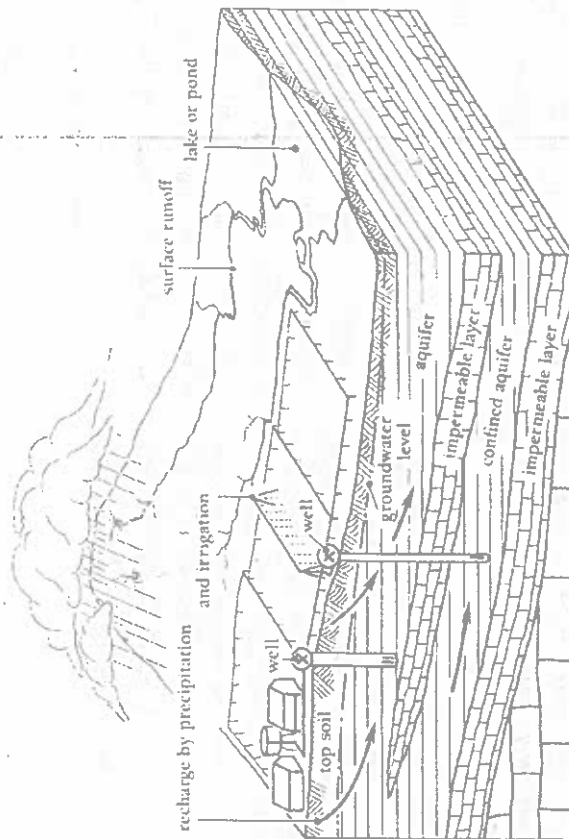 recharge by precipitation
and irrigation
surface runoff
lake or pond
well
well
top soil
groundwater
level
aquifer
impermeable layer
confined aquifer
impermeable layer